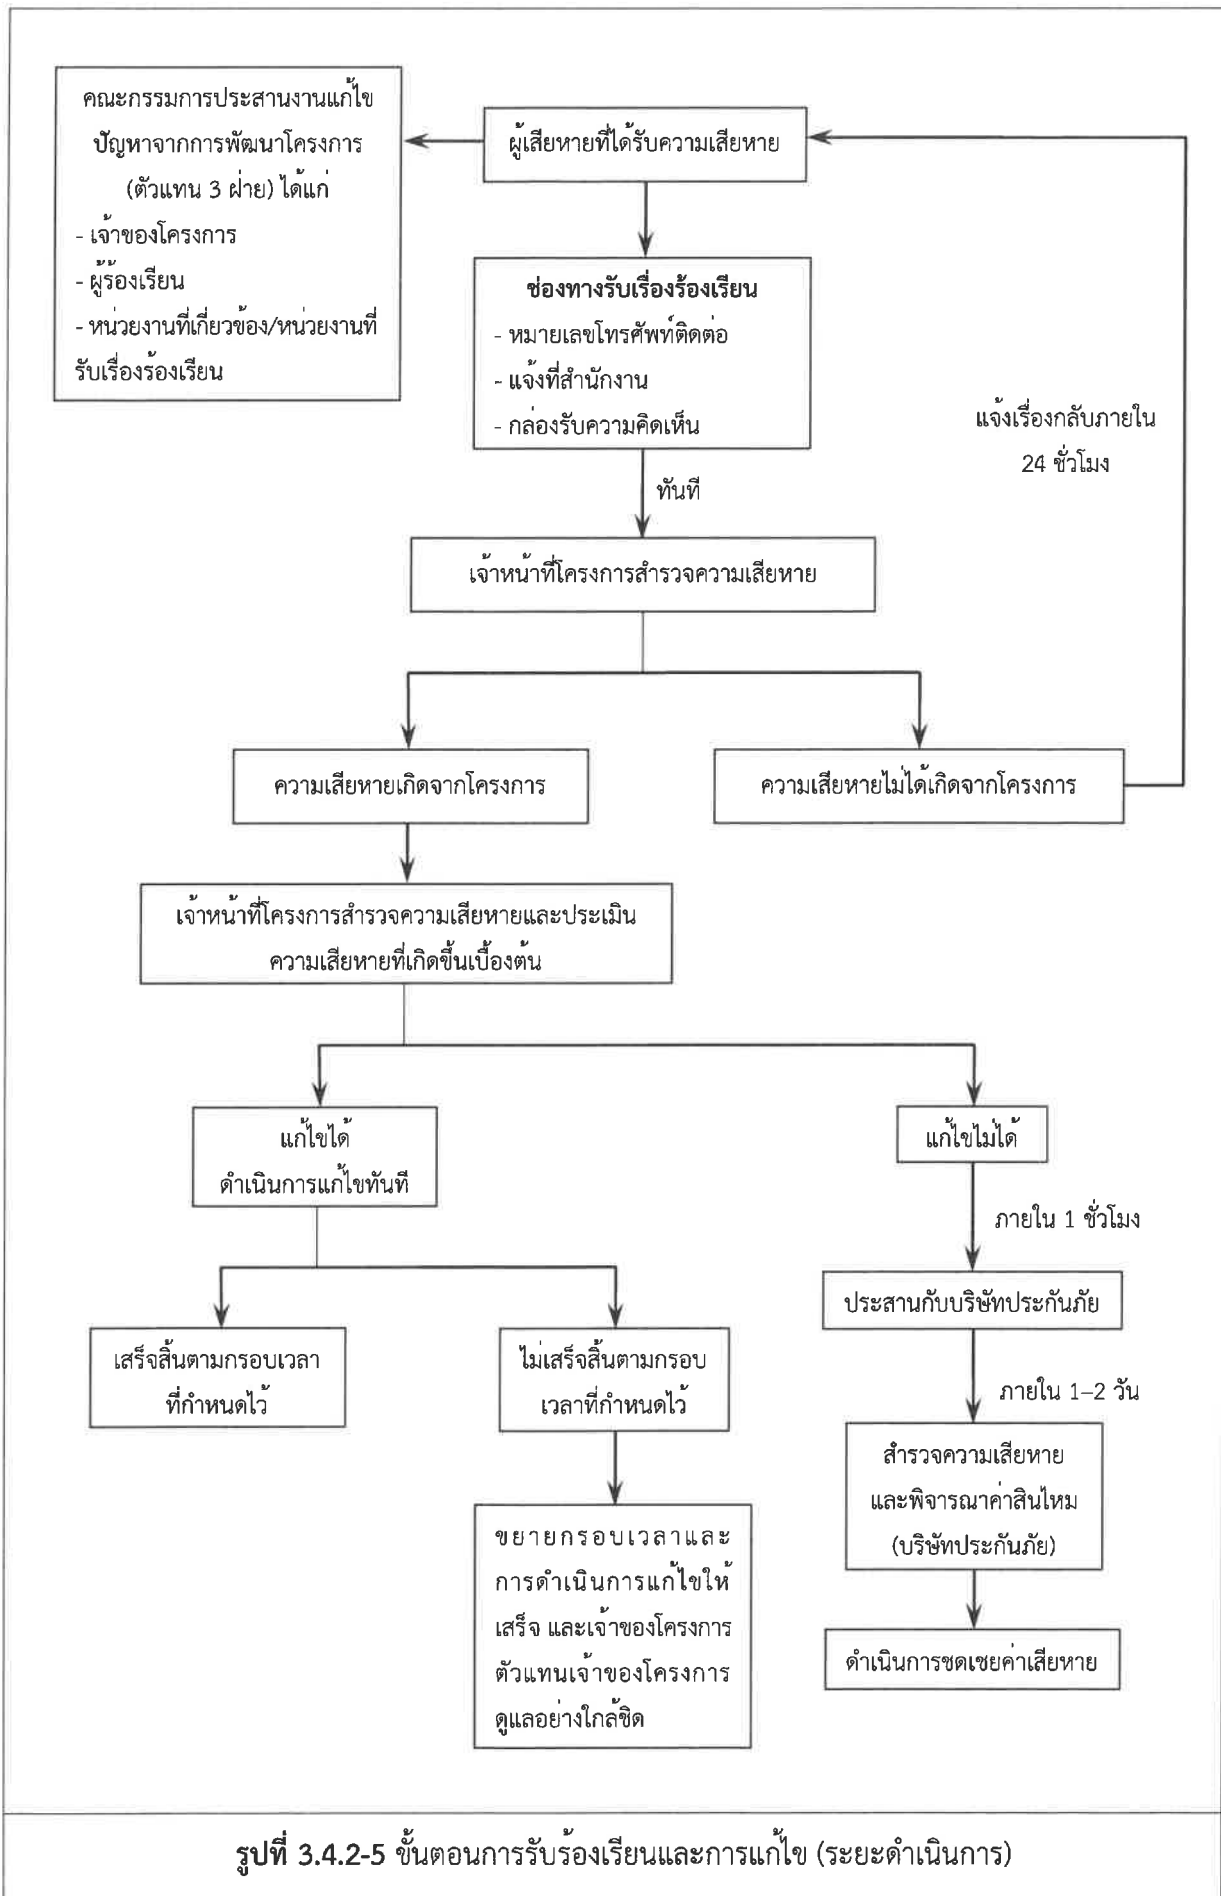 คณะกรรมการประสานงานแก้ไข
ปัญหาจากการพัฒนาโครงการ
(ตัวแทน 3 ฝ่าย) ได้แก่
- เจ้าของโครงการ
- ผู้ร้องเรียน
- หน่วยงานที่เกี่ยวข้อง/หน่วยงานที่
รับเรื่องร้องเรียน
ผู้เสียหายที่ได้รับความเสียหาย
ช่องทางรับเรื่องร้องเรียน
- หมายเลขโทรศัพท์ติดต่อ
- แจ้งที่สำนักงาน
- กล่องรับความคิดเห็น
แจ้งเรื่องกลับภายใน
24 ชั่วโมง
ทันที
เจ้าหน้าที่โครงการสำรวจความเสียหาย
ความเสียหายเกิดจากโครงการ
ความเสียหายไม่ได้เกิดจากโครงการ
เจ้าหน้าที่โครงการสำรวจความเสียหายและประเมิน
ความเสียหายที่เกิดขึ้นเบื้องต้น
แก้ไขได้
ดำเนินการแก้ไขทันที
แก้ไขไม่ได้
ภายใน 1 ชั่วโมง
ประสานกับบริษัทประกันภัย
เสร็จสิ้นตามกรอบเวลา
ที่กำหนดไว้
ไม่เสร็จสิ้นตามกรอบ
เวลาที่กำหนดไว้
ภายใน 1–2 วัน
สำรวจความเสียหาย
และพิจารณาค่าสินไหม
(บริษัทประกันภัย)
ขยายกรอบเวลาและ
การดำเนินการแก้ไขให้
เสร็จ และเจ้าของโครงการ
ตัวแทนเจ้าของโครงการ
ดูแลอย่างใกล้ชิด
ดำเนินการชดเชยค่าเสียหาย
รูปที่ 3.4.2-5 ขั้นตอนการรับร้องเรียนและการแก้ไข (ระยะดำเนินการ)